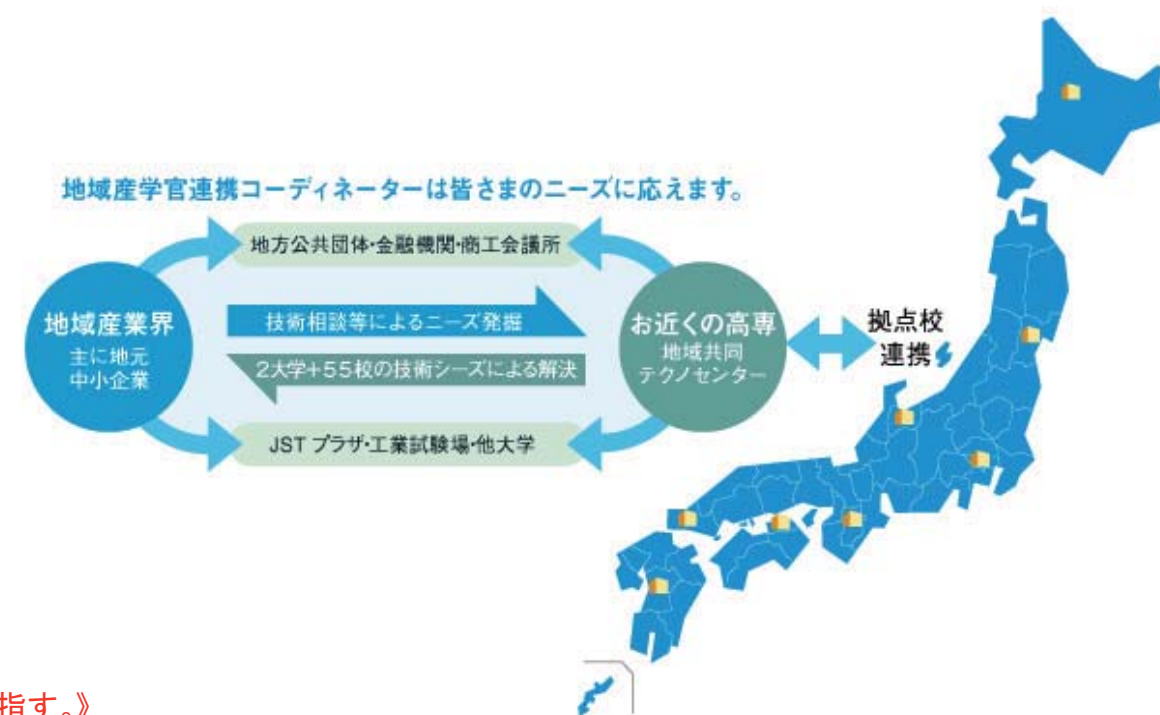 地域産学官連携コーディネーターは皆さまのニーズに応えます。
地方公共団体・金融機関・商工会議所
地域産業界
主に地元
中小企業
技術相談等によるニーズ発掘
2大学+55校の技術シーズによる解決
お近くの高専
地域共同
テクノセンター
拠点校
連携
JST プラザ・工業試験場・他大学
指す。》